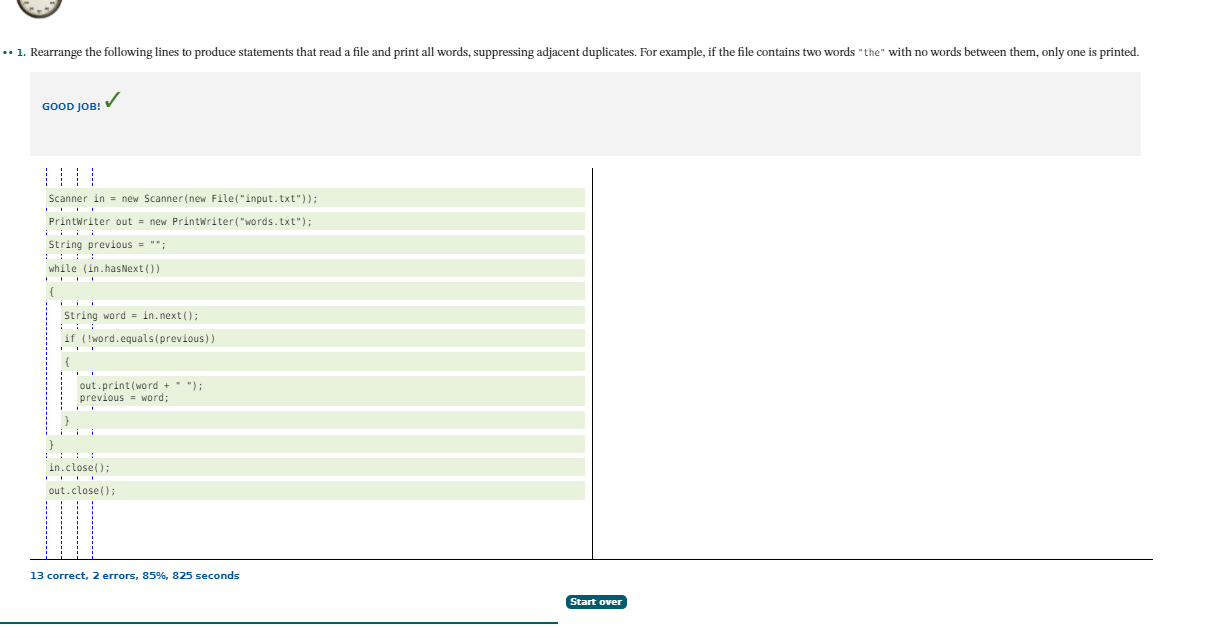 •• 1. Rearrange the following lines to produce statements that read a file and print all words, suppressing adjacent duplicates. For example, if the file contains two words "the" with no words between them, only one is printed.
GOOD JOB! ✓
Scanner in = new Scanner(new File("input.txt"));
PrintWriter out = new PrintWriter("words.txt");
String previous = "";
while (in.hasNext())
{
String word = in.next();
if (!word.equals(previous))
{
out.print(word + " ");
previous = word;
}
}
in.close();
out.close();
13 correct, 2 errors, 85%, 825 seconds
Start over